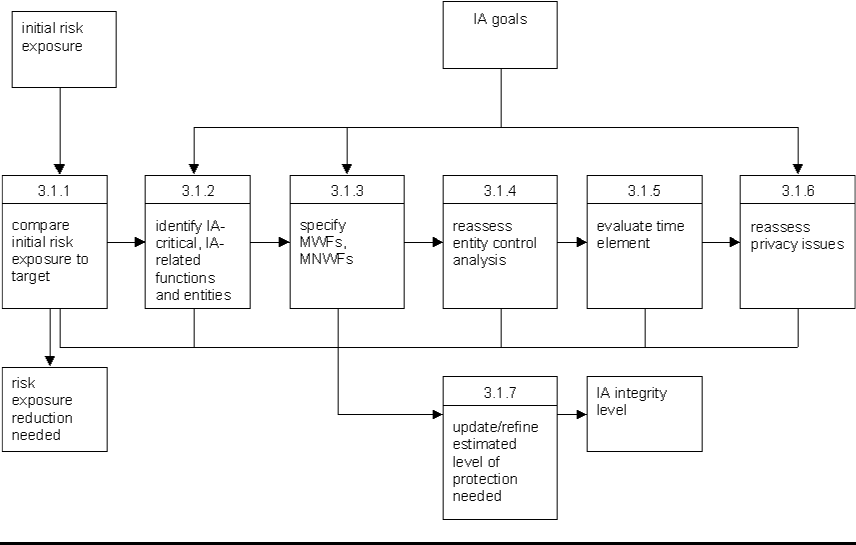 initial risk
exposure
IA goals
3.1.1
compare
initial risk
exposure to
target
3.1.2
identify IA-
critical, IA-
related
functions
and entities
3.1.3
specify
MWFs,
MNWFs
3.1.4
reassess
entity control
analysis
3.1.5
evaluate time
element
3.1.6
reassess
privacy issues
risk
exposure
reduction
needed
3.1.7
update/refine
estimated
level of
protection
needed
IA integrity
level